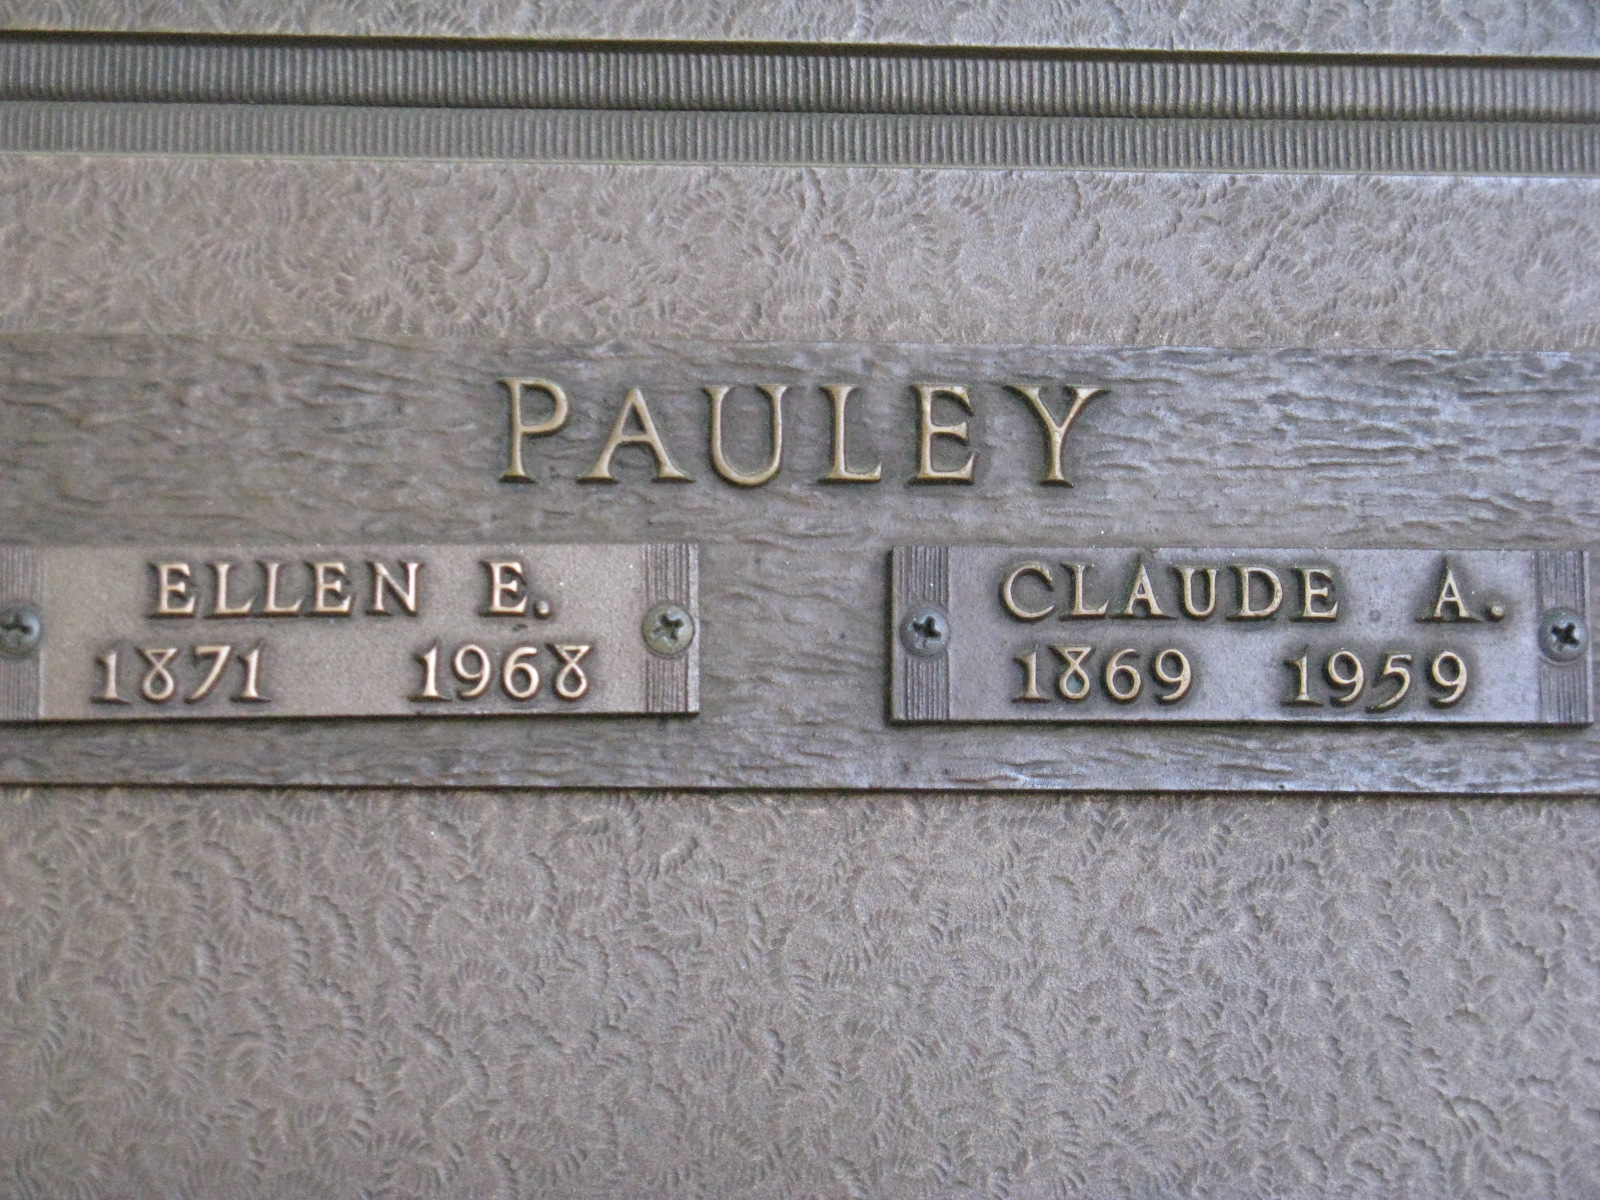 PAULEY
ELLEN E.
1871 1968
CLAUDE A.
1869 1959